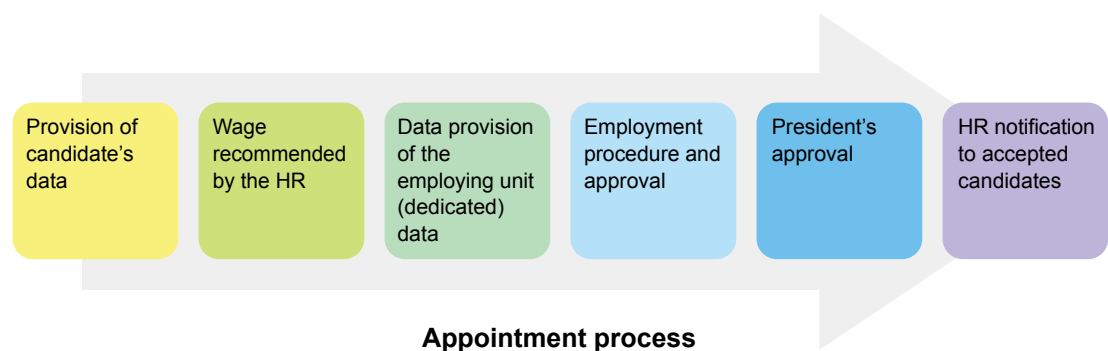 Provision of
candidate's
data
Wage
recommended
by the HR
Data provision
of the
employing unit
(dedicated)
data
Employment
procedure and
approval
President's
approval
HR notification
to accepted
candidates
Appointment process